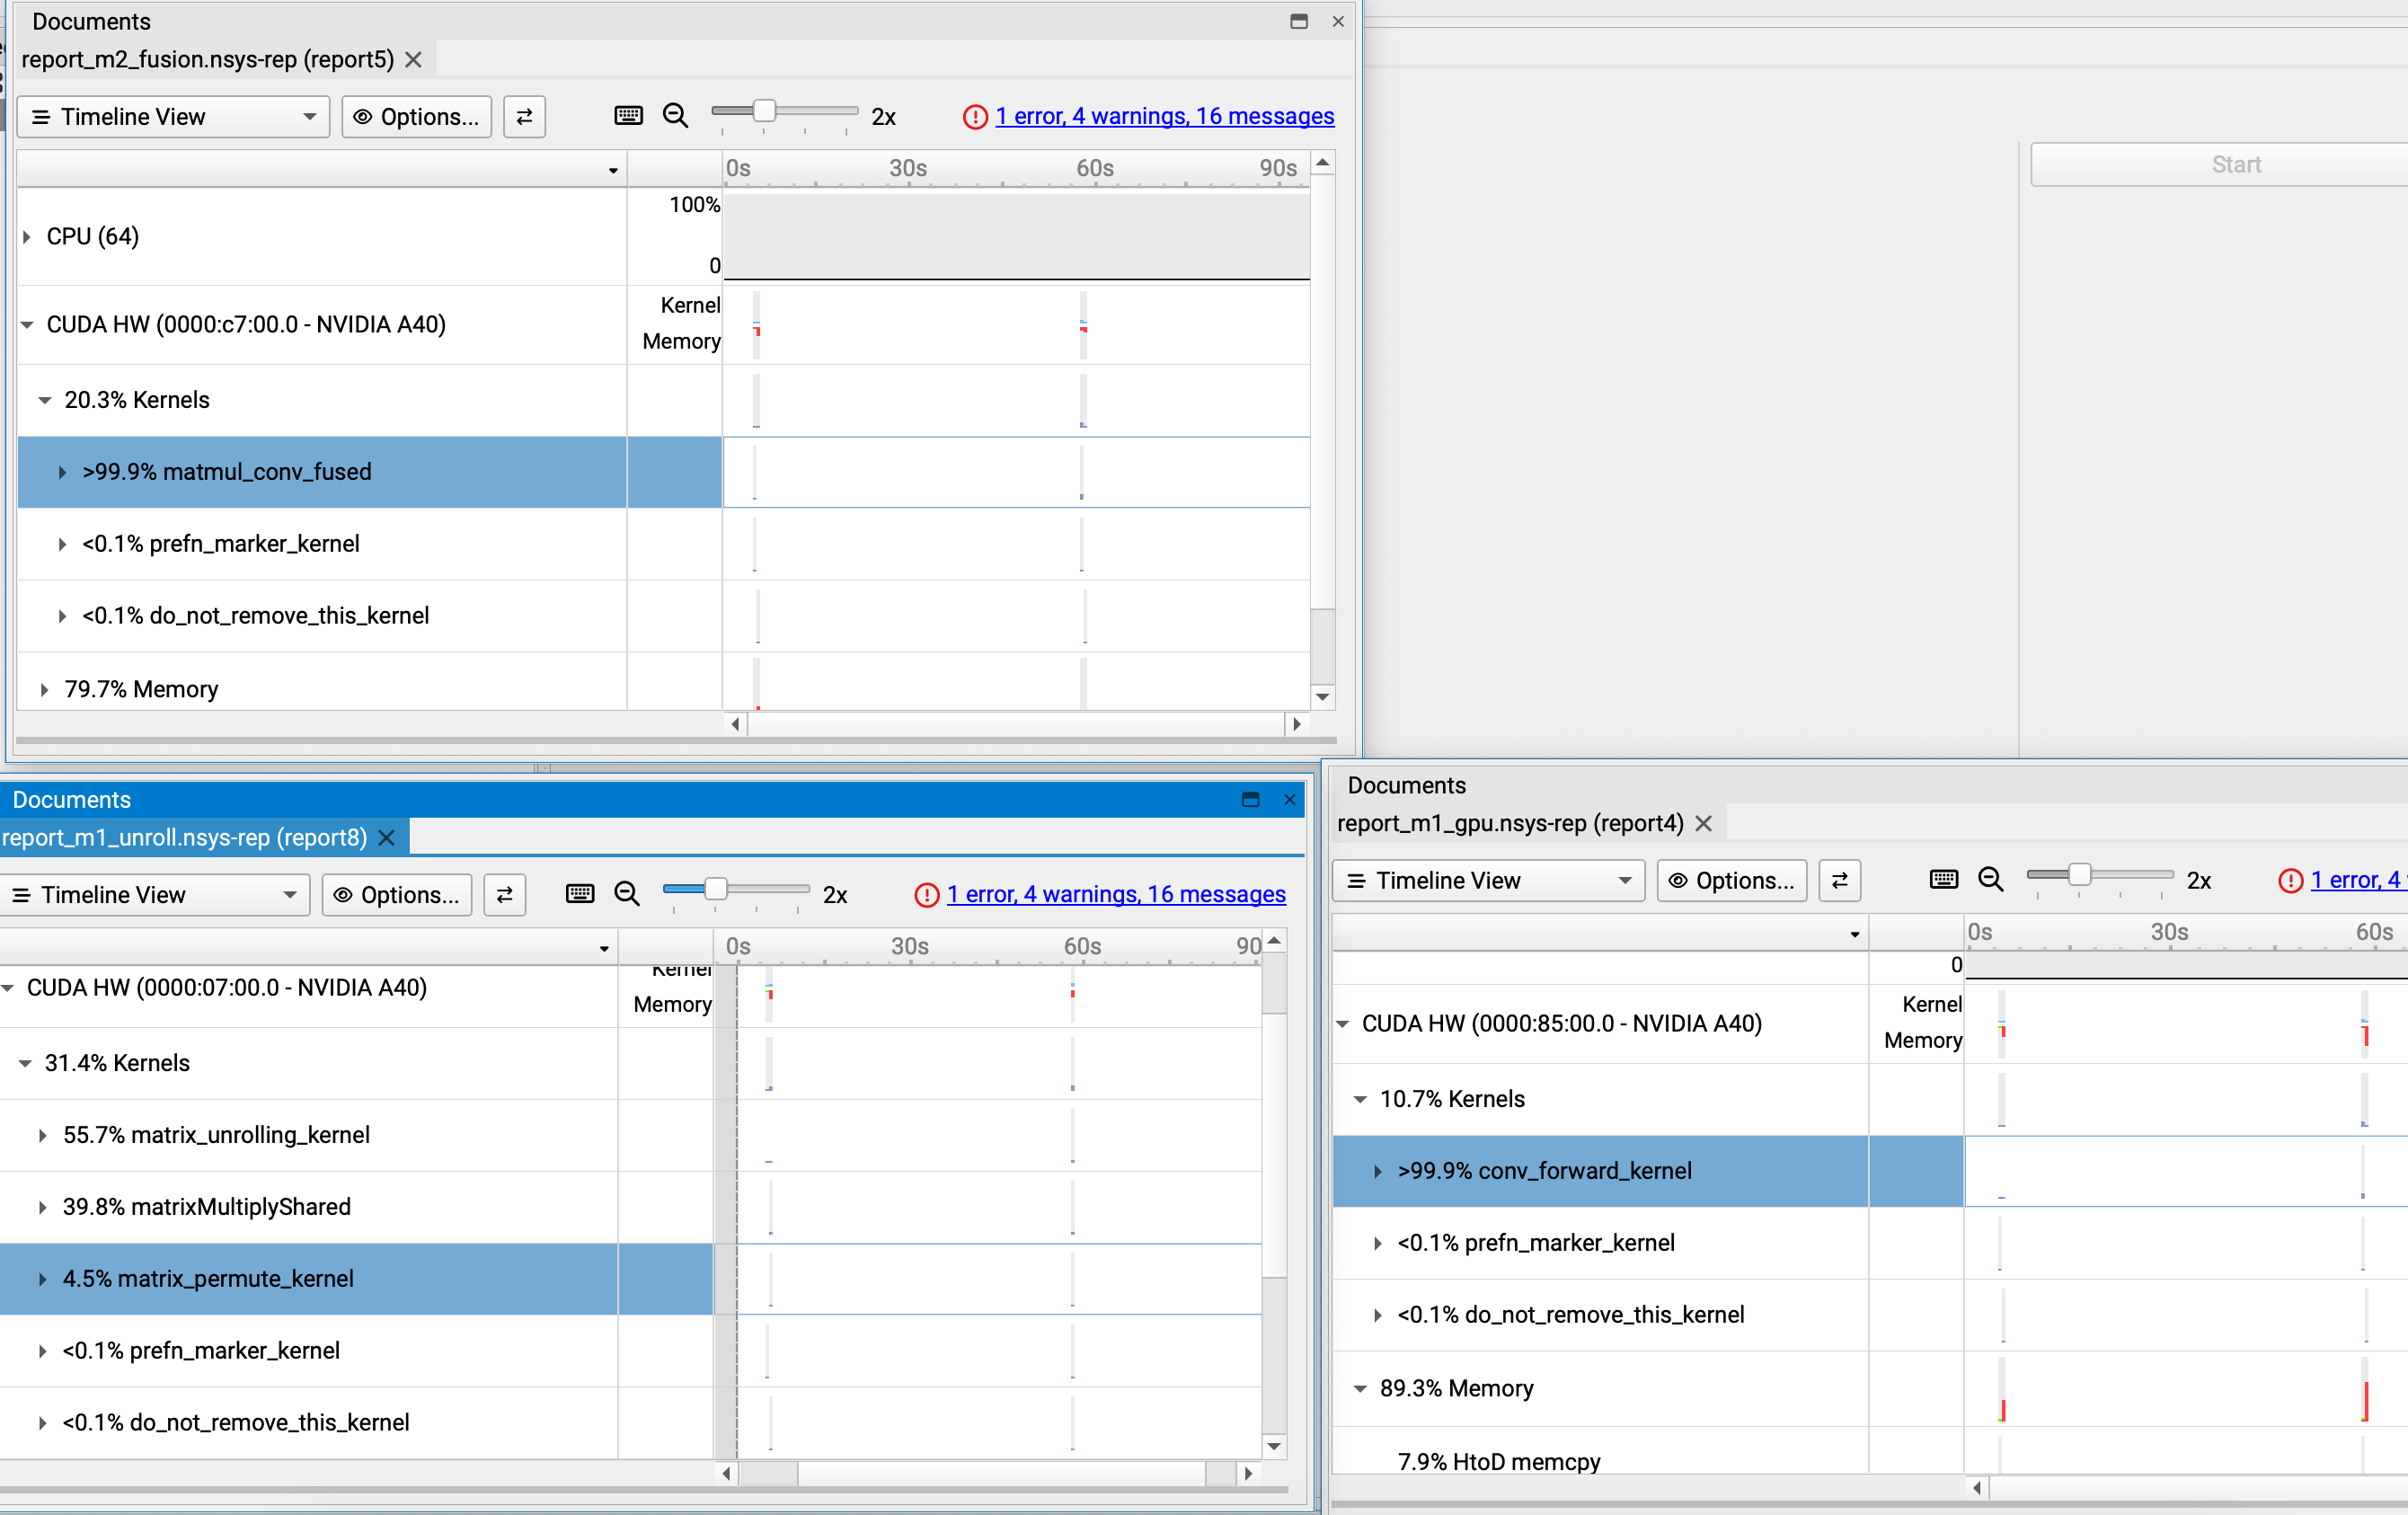 Documents
report_m2_fusion.nsys-rep (report5)
Timeline View Options... 2x 1 error, 4 warnings, 16 messages
0s 30s 60s 90s
100%
CPU (64)
0
Kernel
CUDA HW (0000:c7:00.0 - NVIDIA A40)
Memory
20.3% Kernels
>99.9% matmul_conv_fused
<0.1% prefn_marker_kernel
<0.1% do_not_remove_this_kernel
79.7% Memory
Start
Documents
report_m1_unroll.nsys-rep (report8)
Timeline View Options... 2x 1 error, 4 warnings, 16 messages
0s 30s 60s 90
Kernel
CUDA HW (0000:07:00.0 - NVIDIA A40)
Memory
31.4% Kernels
55.7% matrix_unrolling_kernel
39.8% matrixMultiplyShared
4.5% matrix_permute_kernel
<0.1% prefn_marker_kernel
<0.1% do_not_remove_this_kernel
Documents
report_m1_gpu.nsys-rep (report4)
Timeline View Options... 2x 1 error, 4
0s 30s 60s
0
Kernel
CUDA HW (0000:85:00.0 - NVIDIA A40)
Memory
10.7% Kernels
>99.9% conv_forward_kernel
<0.1% prefn_marker_kernel
<0.1% do_not_remove_this_kernel
89.3% Memory
7.9% HtoD memcpy